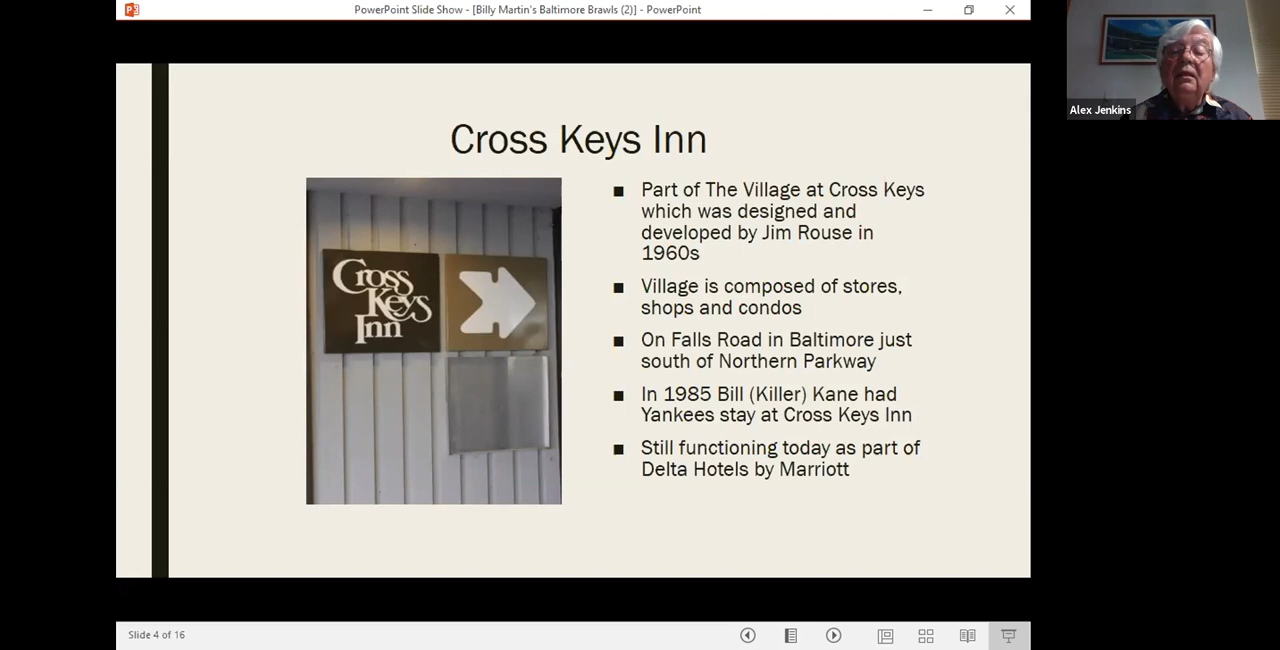 PowerPoint Slide Show - [Billy Martin's Baltimore Brawls (2)] - PowerPoint
Alex Jenkins
Cross Keys Inn
Cross
Keys
Inn
■ Part of The Village at Cross Keys
which was designed and
developed by Jim Rouse in
1960s
■ Village is composed of stores,
shops and condos
■ On Falls Road in Baltimore just
south of Northern Parkway
■ In 1985 Bill (Killer) Kane had
Yankees stay at Cross Keys Inn
■ Still functioning today as part of
Delta Hotels by Marriott
Slide 4 of 16